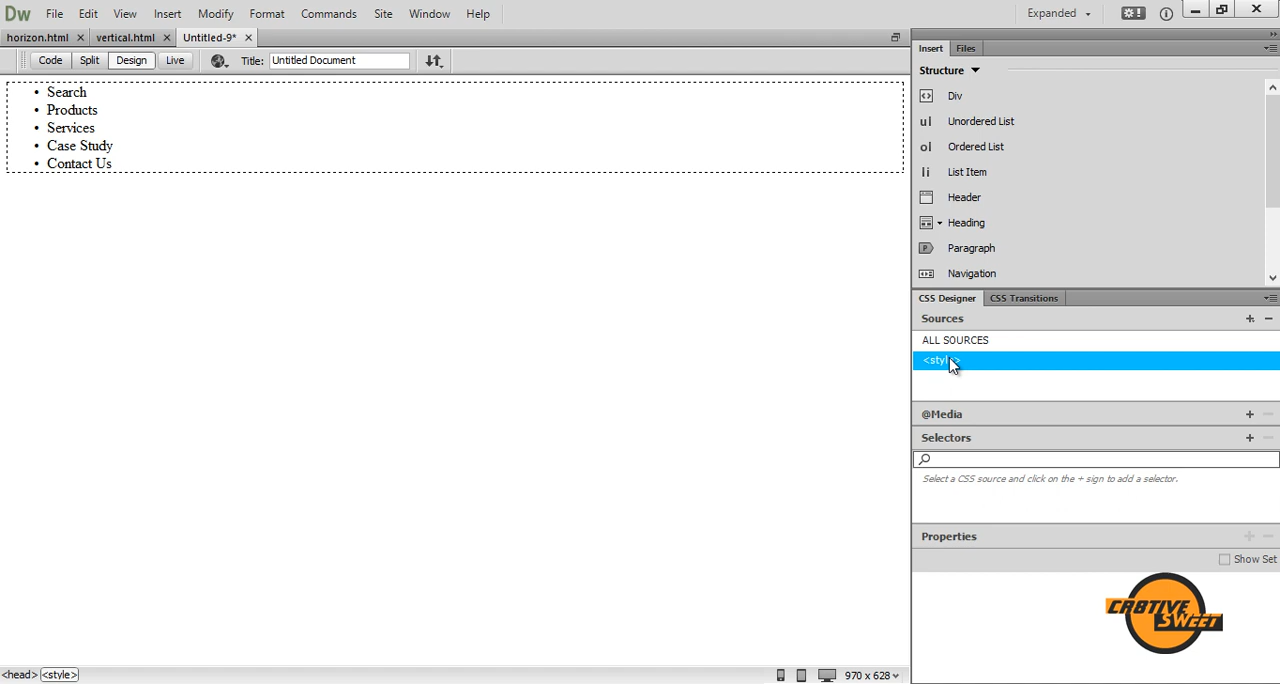 Dw File Edit View Insert Modify Format Commands Site Window Help Expanded
horizon.html vertical.html Untitled-9*
Code Split Design Live Title: Untitled Document
Insert Files
Structure
Div
ul Unordered List
ol Ordered List
li List Item
Header
Heading
P Paragraph
Navigation
• Search
• Products
• Services
• Case Study
• Contact Us
CSS Designer CSS Transitions
Sources
ALL SOURCES
<style>
@Media
Selectors
Select a CSS source and click on the + sign to add a selector.
Properties
Show Set
CR8TIVE
SWEET
<head> <style> 970 x 628